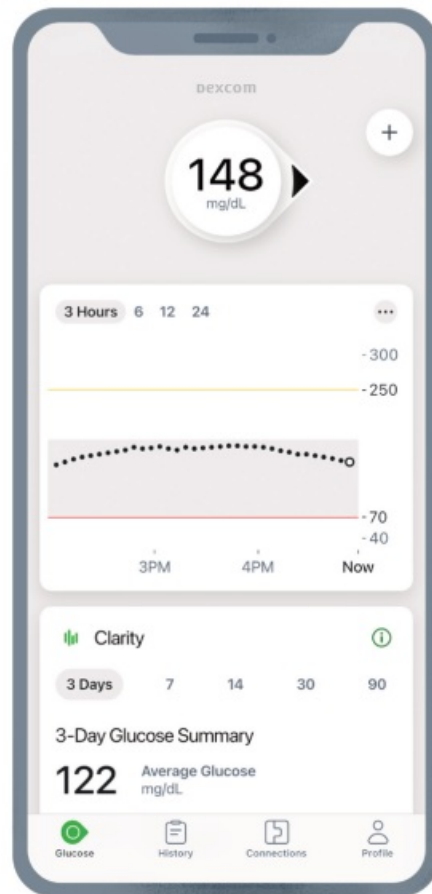 Dexcom
148
mg/dL
+
3 Hours 6 12 24
300
250
70
40
3PM 4PM Now
Clarity
3 Days 7 14 30 90
3-Day Glucose Summary
122 Average Glucose
mg/dL
Glucose History Connections Profile